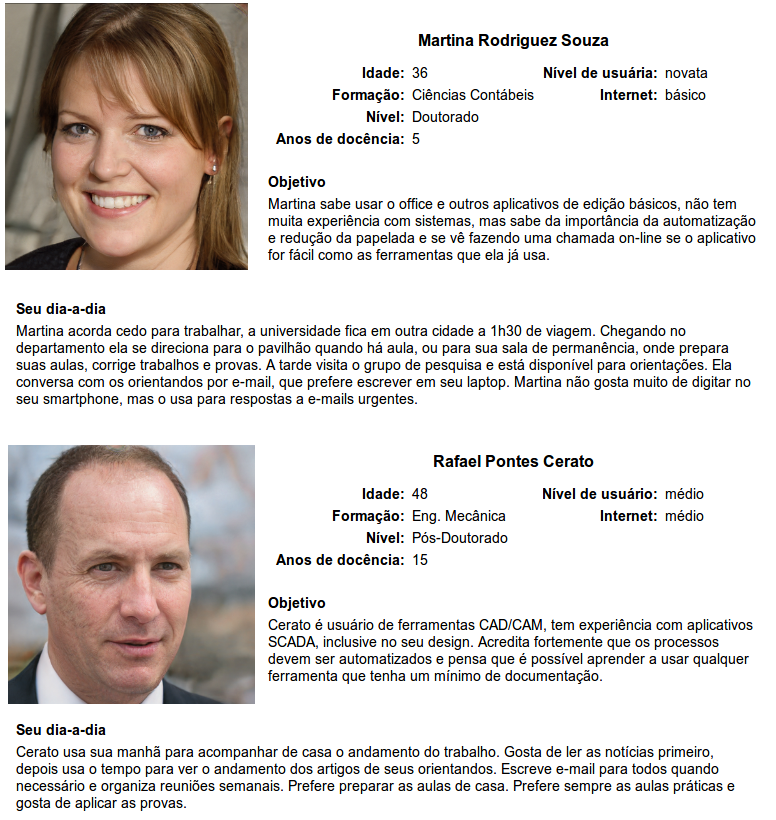 Martina Rodriguez Souza
Idade: 36 Nível de usuária: novata
Formação: Ciências Contábeis Internet: básico
Nível: Doutorado
Anos de docência: 5
Objetivo
Martina sabe usar o office e outros aplicativos de edição básicos, não tem
muita experiência com sistemas, mas sabe da importância da automatização
e redução da papelada e se vê fazendo uma chamada on-line se o aplicativo
for fácil como as ferramentas que ela já usa.
Seu dia-a-dia
Martina acorda cedo para trabalhar, a universidade fica em outra cidade a 1h30 de viagem. Chegando no
departamento ela se direciona para o pavilhão quando há aula, ou para sua sala de permanência, onde prepara
suas aulas, corrige trabalhos e provas. A tarde visita o grupo de pesquisa e está disponível para orientações. Ela
conversa com os orientandos por e-mail, que prefere escrever em seu laptop. Martina não gosta muito de digitar no
seu smartphone, mas o usa para respostas a e-mails urgentes.
Rafael Pontes Cerato
Idade: 48 Nível de usuário: médio
Formação: Eng. Mecânica Internet: médio
Nível: Pós-Doutorado
Anos de docência: 15
Objetivo
Cerato é usuário de ferramentas CAD/CAM, tem experiência com aplicativos
SCADA, inclusive no seu design. Acredita fortemente que os processos
devem ser automatizados e pensa que é possível aprender a usar qualquer
ferramenta que tenha um mínimo de documentação.
Seu dia-a-dia
Cerato usa sua manhã para acompanhar de casa o andamento do trabalho. Gosta de ler as notícias primeiro,
depois usa o tempo para ver o andamento dos artigos de seus orientandos. Escreve e-mail para todos quando
necessário e organiza reuniões semanais. Prefere preparar as aulas de casa. Prefere sempre as aulas práticas e
gosta de aplicar as provas.